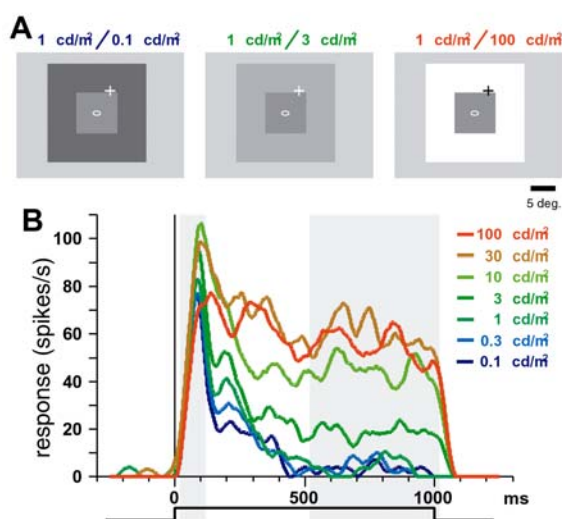 A
1 cd/m² / 0.1 cd/m² 1 cd/m² / 3 cd/m² 1 cd/m² / 100 cd/m²
5 deg.
B
response (spikes/s)
100
80
60
40
20
0
100 cd/m²
30 cd/m²
10 cd/m²
3 cd/m²
1 cd/m²
0.3 cd/m²
0.1 cd/m²
0 500 1000 ms